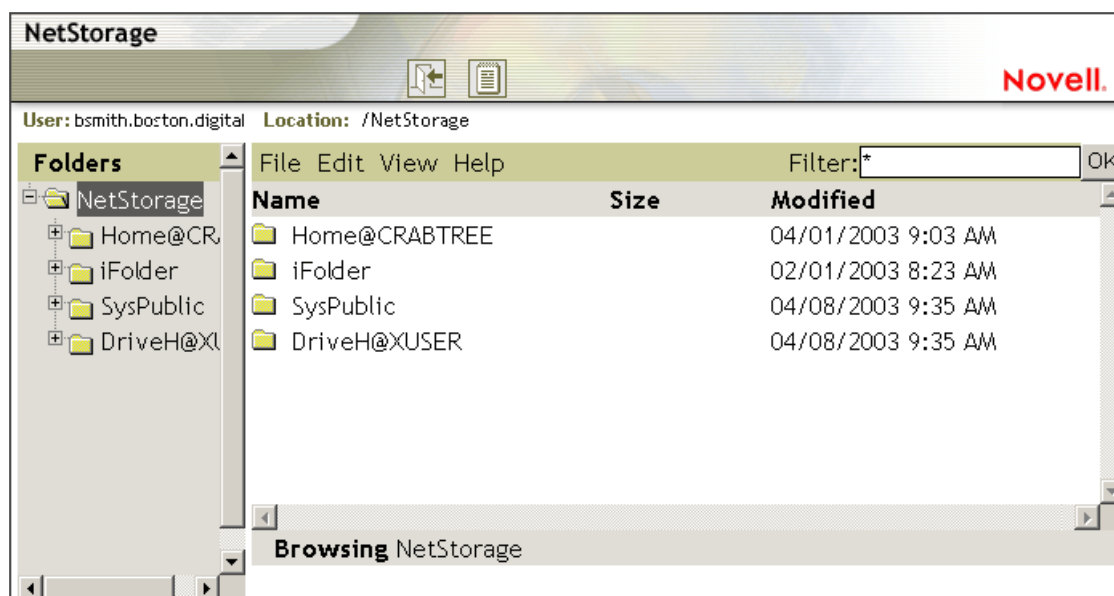 NetStorage
Novell.
User: bsmith.boston.digital Location: /NetStorage
Folders
NetStorage
Home@CR
iFolder
SysPublic
DriveH@XU
File Edit View Help Filter:* OK
Name Size Modified
Home@CRABTREE 04/01/2003 9:03 AM
iFolder 02/01/2003 8:23 AM
SysPublic 04/08/2003 9:35 AM
DriveH@XUSER 04/08/2003 9:35 AM
Browsing NetStorage